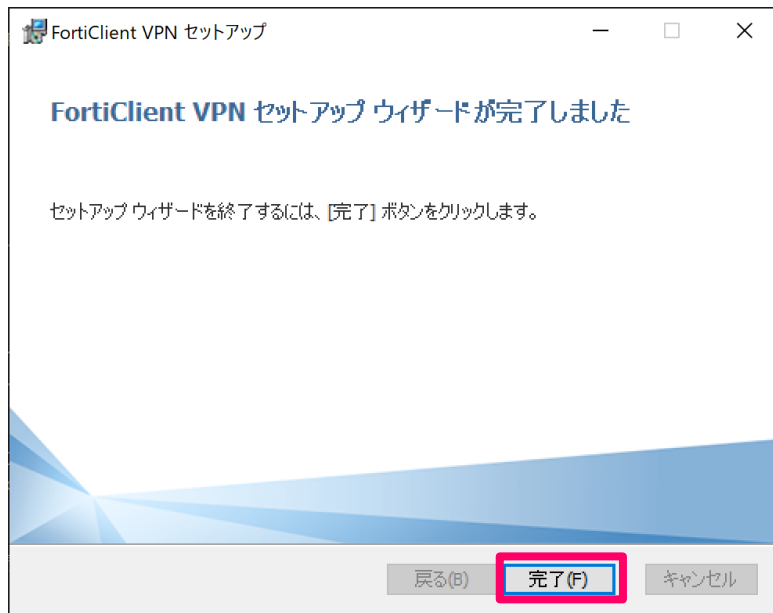 FortiClient VPN セットアップ
FortiClient VPN セットアップ ウィザードが完了しました
セットアップ ウィザードを終了するには、[完了] ボタンをクリックします。
戻る(B) 完了(F) キャンセル